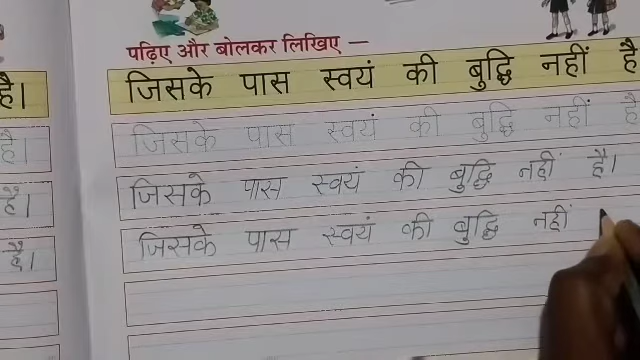 पढ़िए और बोलकर लिखिए —
है। जिसके पास स्वयं की बुद्धि नहीं है
है। जिसके पास स्वयं की बुद्धि नहीं है
है। जिसके पास स्वयं की बुद्धि नहीं है।
है। जिसके पास स्वयं की बुद्धि नहीं